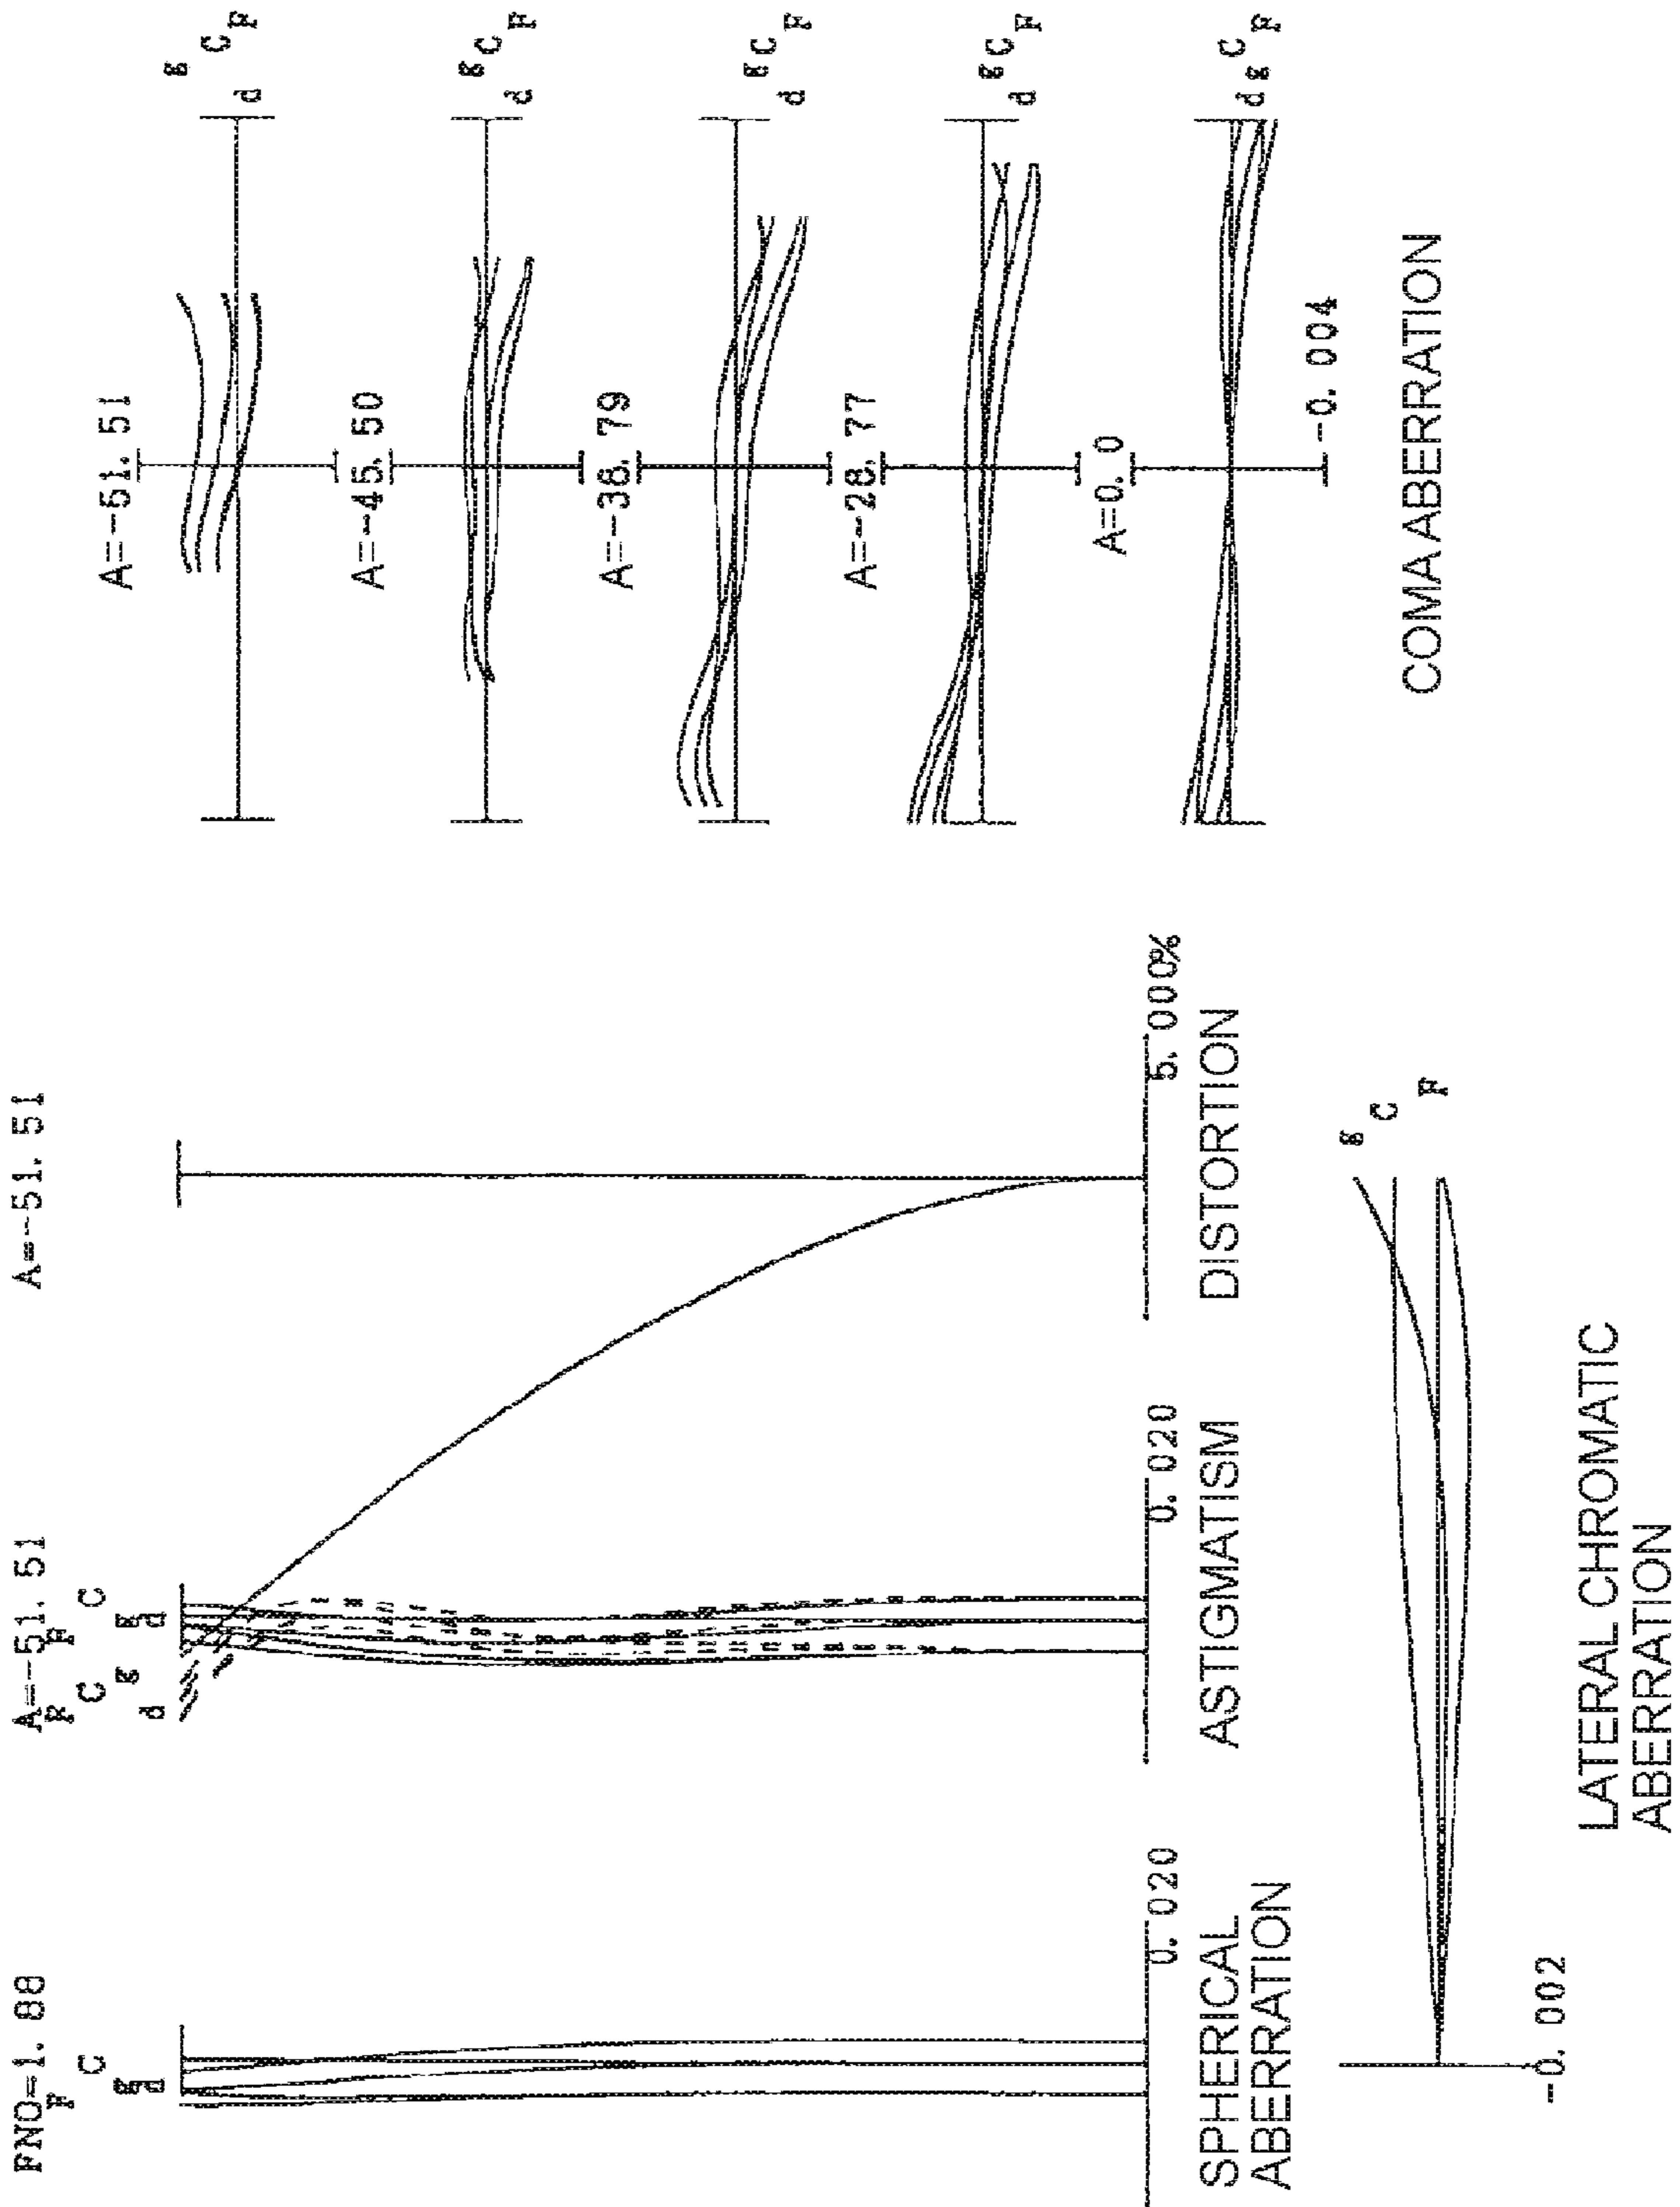 FNO=1. 88
F
C
g
d
0. 020
SPHERICAL
ABERRATION
A=-51. 51
F
F
C
C
g
g
d
d
0. 020
ASTIGMATISM
A=-51. 51
5. 000%
DISTORTION
g
C
F
-0. 002
LATERAL CHROMATIC
ABERRATION
A=-51. 51
g
C
F
d
A=-45. 50
g
C
F
d
A=-38. 79
g
C
F
d
A=-28. 77
g
C
F
d
A=0. 0
g
C
F
d
-0. 004
COMA ABERRATION